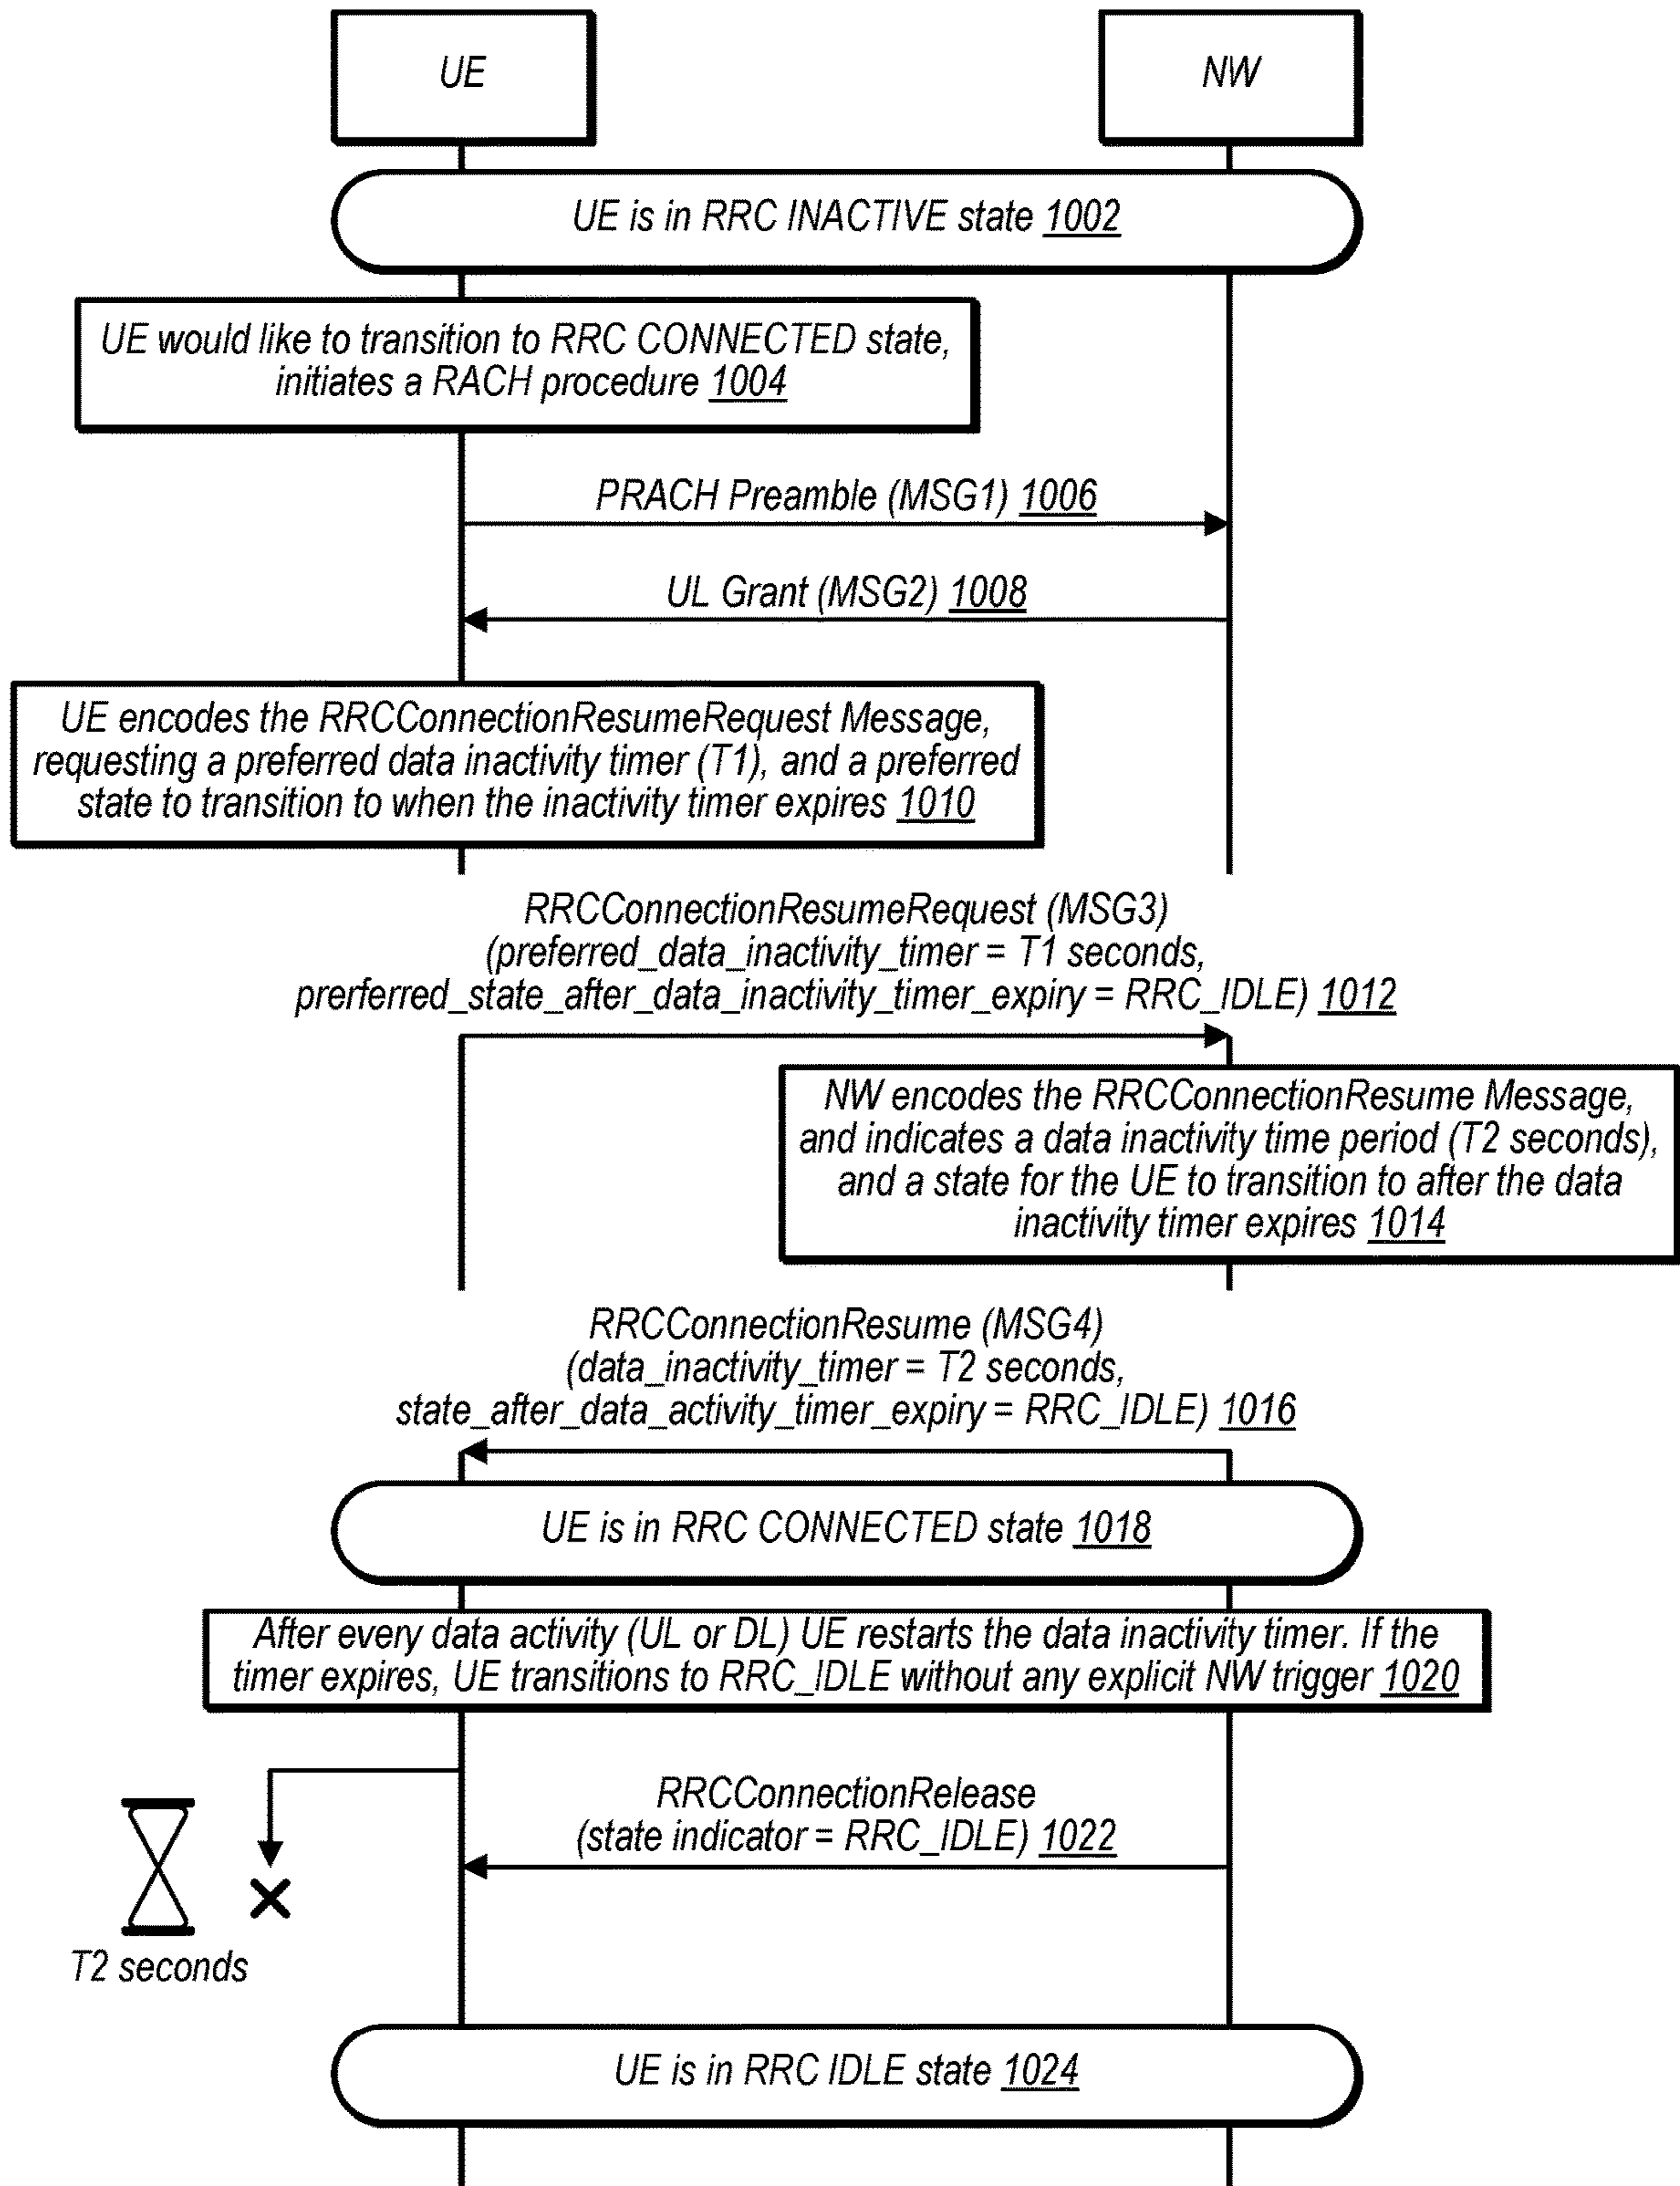 UE
NW
UE is in RRC INACTIVE state 1002
UE would like to transition to RRC CONNECTED state,
initiates a RACH procedure 1004
PRACH Preamble (MSG1) 1006
UL Grant (MSG2) 1008
UE encodes the RRCConnectionResumeRequest Message,
requesting a preferred data inactivity timer (T1), and a preferred
state to transition to when the inactivity timer expires 1010
RRCConnectionResumeRequest (MSG3)
(preferred_data_inactivity_timer = T1 seconds,
prerferred_state_after_data_inactivity_timer_expiry = RRC_IDLE) 1012
NW encodes the RRCConnectionResume Message,
and indicates a data inactivity time period (T2 seconds),
and a state for the UE to transition to after the data
inactivity timer expires 1014
RRCConnectionResume (MSG4)
(data_inactivity_timer = T2 seconds,
state_after_data_activity_timer_expiry = RRC_IDLE) 1016
UE is in RRC CONNECTED state 1018
After every data activity (UL or DL) UE restarts the data inactivity timer. If the
timer expires, UE transitions to RRC_IDLE without any explicit NW trigger 1020
RRCConnectionRelease
(state indicator = RRC_IDLE) 1022
T2 seconds
UE is in RRC IDLE state 1024